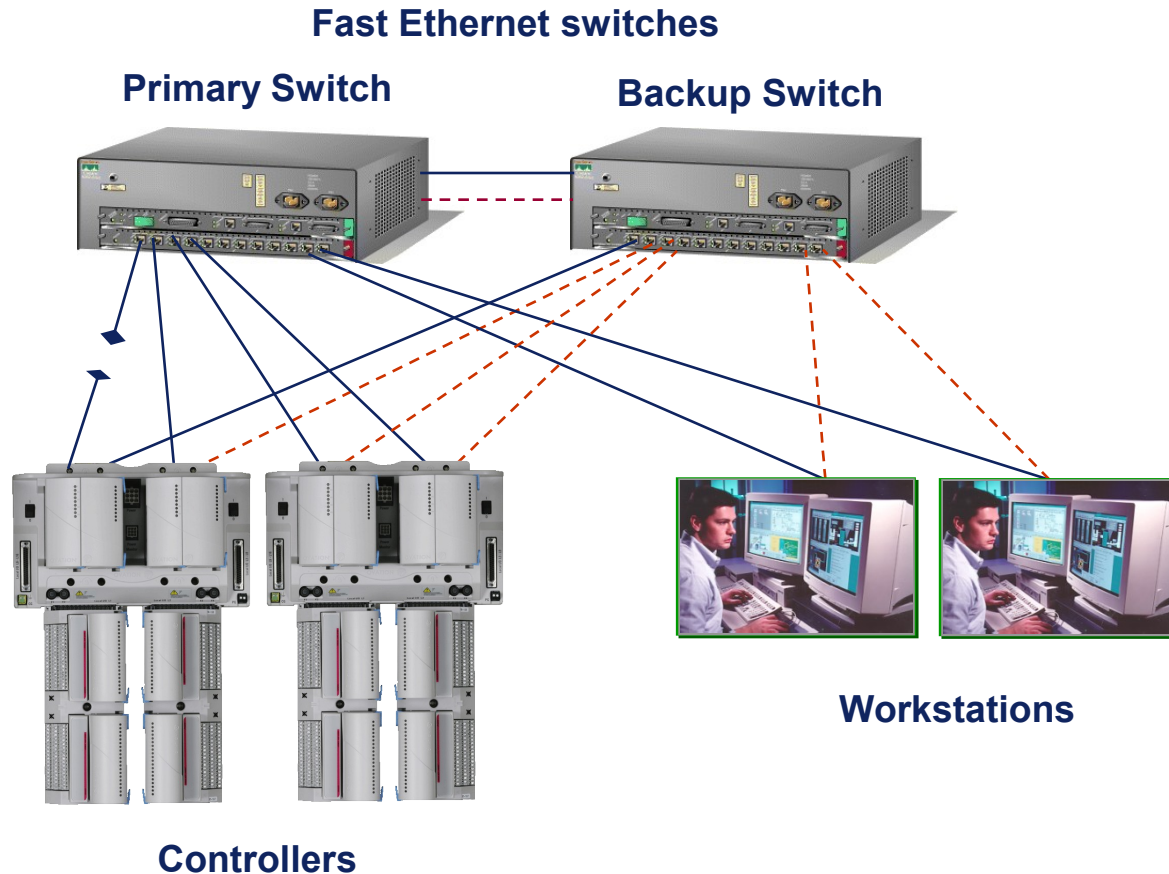 Fast Ethernet switches
Primary Switch
Backup Switch
Workstations
Controllers